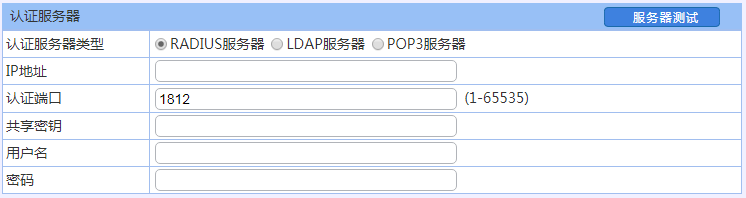 认证服务器 服务器测试
认证服务器类型 RADIUS服务器 LDAP服务器 POP3服务器
IP地址
认证端口 1812 (1-65535)
共享密钥
用户名
密码